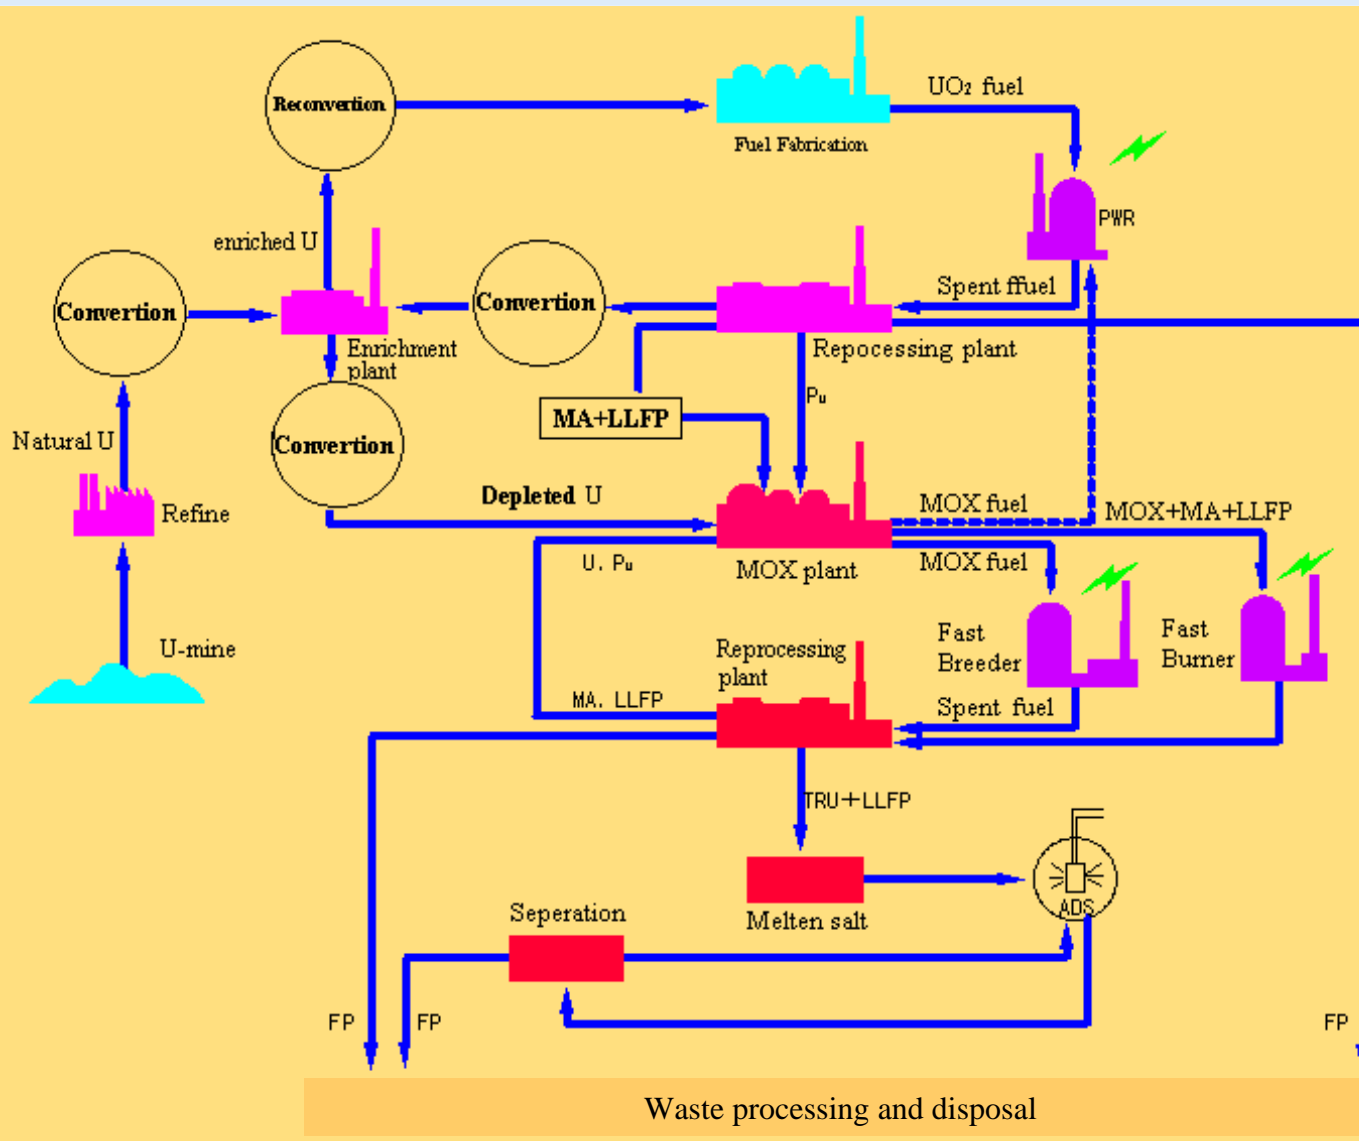 Reconvertion
UO₂ fuel
Fuel Fabrication
PWR
enriched U
Convertion
Convertion
Spent ffuel
Enrichment
plant
Repocessing plant
Pu
MA+LLFP
Natural U
Convertion
Depleted U
Refine
MOX fuel
MOX+MA+LLFP
U. Pu
MOX plant
MOX fuel
U-mine
Reprocessing
plant
Fast
Breeder
Fast
Burner
MA. LLFP
Spent fuel
TRU+LLFP
ADS
Melten salt
Seperation
FP
FP
FP
Waste processing and disposal